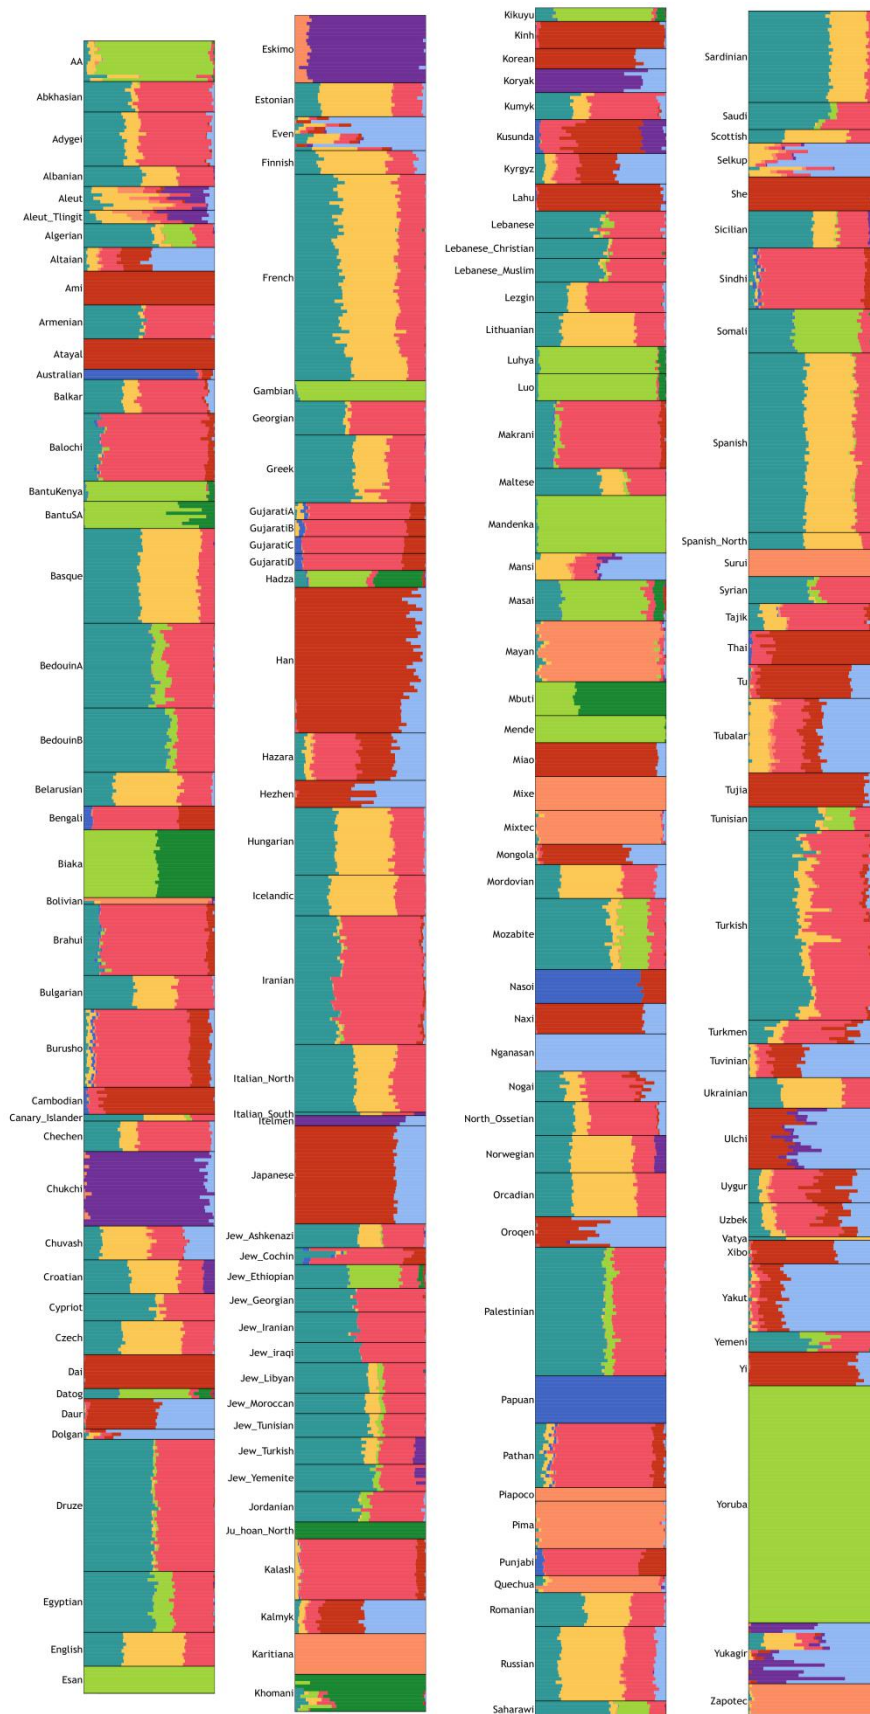 AA
Abkhasian
Adygei
Albanian
Aleut
Aleut_Tlingit
Algerian
Altaian
Ami
Armenian
Atayal
Australian
Balkar
Balochi
BantuKenya
BantuSA
Basque
BedouinA
BedouinB
Belarusian
Bengali
Biaka
Bolivian
Brahui
Bulgarian
Burusho
Cambodian
Canary_Islander
Chechen
Chukchi
Chuvash
Croatian
Cypriot
Czech
Dai
Datog
Daur
Dolgan
Druze
Egyptian
English
Esan
Eskimo
Estonian
Even
Finnish
French
Gambian
Georgian
Greek
GujaratiA
GujaratiB
GujaratiC
GujaratiD
Hadza
Han
Hazara
Hezhen
Hungarian
Icelandic
Iranian
Italian_North
Italian_South
Itelmen
Japanese
Jew_Ashkenazi
Jew_Cochin
Jew_Ethiopian
Jew_Georgian
Jew_Iranian
Jew_iraqi
Jew_Libyan
Jew_Moroccan
Jew_Tunisian
Jew_Turkish
Jew_Yemenite
Jordanian
Ju_hoan_North
Kalash
Kalmyk
Karitiana
Khomani
Kikuyu
Kinh
Korean
Koryak
Kumyk
Kusunda
Kyrgyz
Lahu
Lebanese
Lebanese_Christian
Lebanese_Muslim
Lezgin
Lithuanian
Luhya
Luo
Makrani
Maltese
Mandenka
Mansi
Masai
Mayan
Mbuti
Mende
Miao
Mixe
Mixtec
Mongola
Mordovian
Mozabite
Nasoi
Naxi
Nganasan
Nogai
North_Ossetian
Norwegian
Orcadian
Oroqen
Palestinian
Papuan
Pathan
Piapoco
Pima
Punjabi
Quechua
Romanian
Russian
Saharawi
Sardinian
Saudi
Scottish
Selkup
She
Sicilian
Sindhi
Somali
Spanish
Spanish_North
Surui
Syrian
Tajik
Thai
Tu
Tubalar
Tujia
Tunisian
Turkish
Turkmen
Tuvinian
Ukrainian
Ulchi
Uygur
Uzbek
Vatya
Xibo
Yakut
Yemeni
Yi
Yoruba
Yukagir
Zapotec